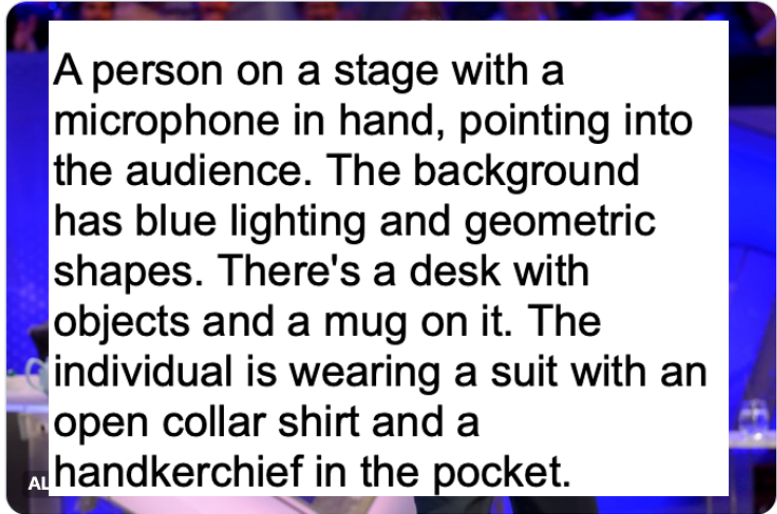 A person on a stage with a
microphone in hand, pointing into
the audience. The background
has blue lighting and geometric
shapes. There's a desk with
objects and a mug on it. The
individual is wearing a suit with an
open collar shirt and a
handkerchief in the pocket.